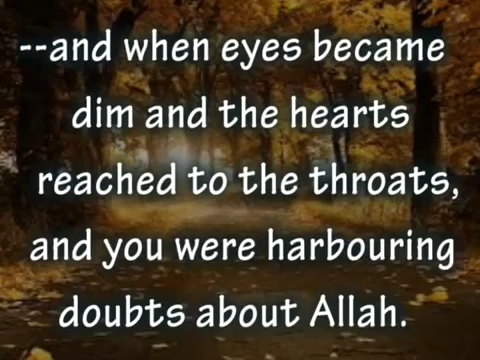 --and when eyes became
dim and the hearts
reached to the throats,
and you were harbouring
doubts about Allah.